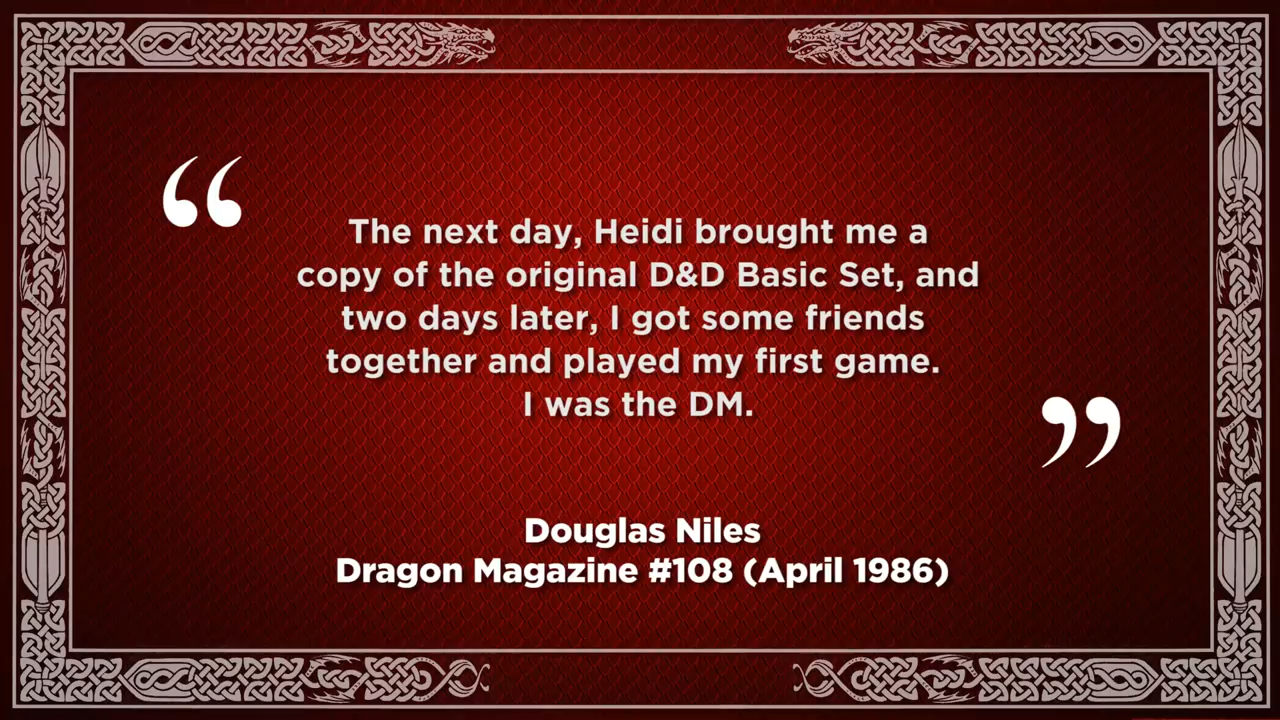 “
The next day, Heidi brought me a
copy of the original D&D Basic Set, and
two days later, I got some friends
together and played my first game.
I was the DM.
”
Douglas Niles
Dragon Magazine #108 (April 1986)